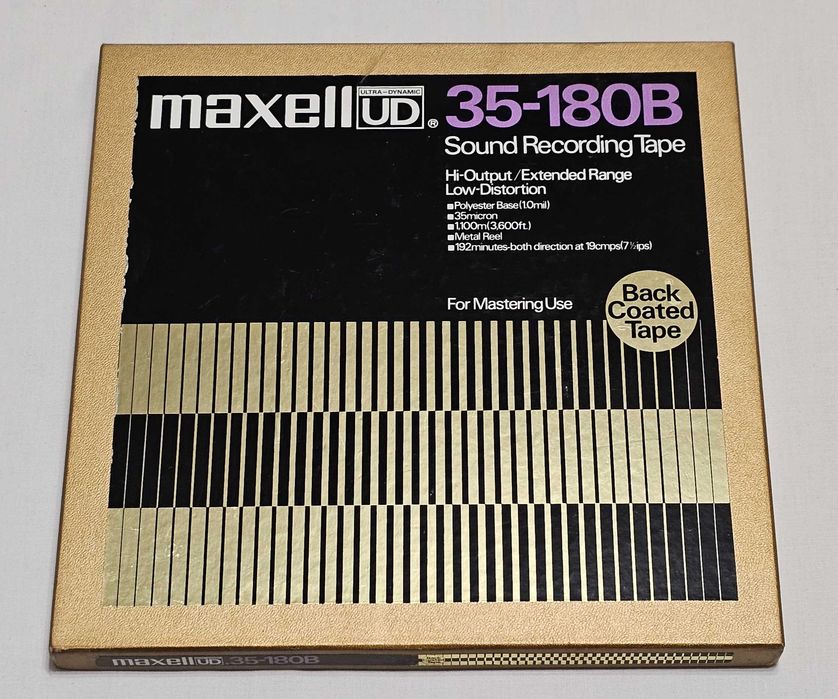 maxell ULTRA-DYNAMIC UD® 35-180B
Sound Recording Tape
Hi-Output/Extended Range
Low-Distortion
■Polyester Base(1.0mil)
■35micron
■1,100m(3,600ft.)
■Metal Reel
■192minutes-both direction at 19cmps(7½ips)
For Mastering Use
Back
Coated
Tape
maxell UD 35-180B